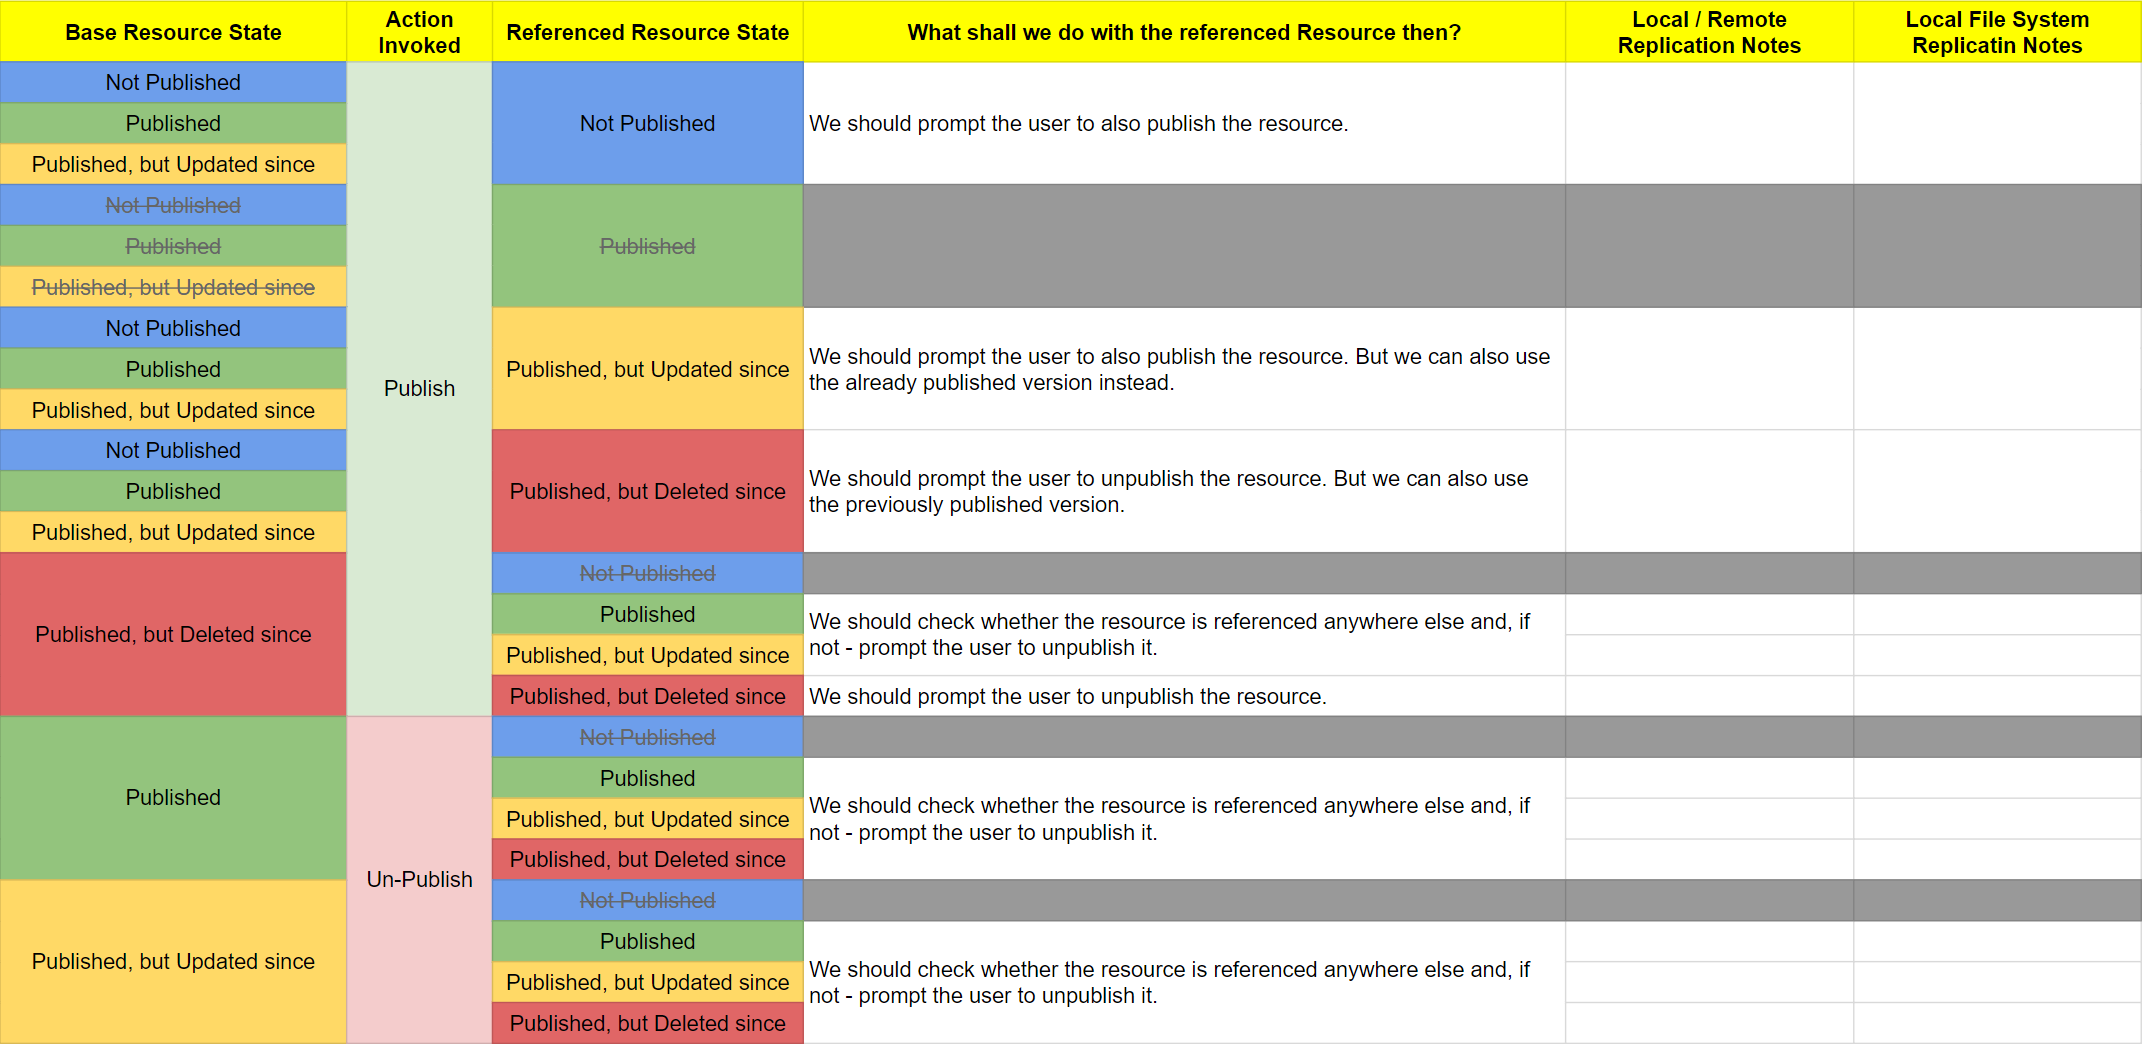 Base Resource State
Action
Invoked
Referenced Resource State
What shall we do with the referenced Resource then?
Local / Remote
Replication Notes
Local File System
Replicatin Notes
Not Published
Published
Published, but Updated since
Publish
Not Published
We should prompt the user to also publish the resource.
Not Published
Published
Published, but Updated since
Published
Not Published
Published
Published, but Updated since
Published, but Updated since
We should prompt the user to also publish the resource. But we can also use
the already published version instead.
Not Published
Published
Published, but Updated since
Published, but Deleted since
We should prompt the user to unpublish the resource. But we can also use
the previously published version.
Published, but Deleted since
Not Published
Published
Published, but Updated since
We should check whether the resource is referenced anywhere else and, if
not - prompt the user to unpublish it.
Published, but Deleted since
We should prompt the user to unpublish the resource.
Published
Un-Publish
Not Published
Published
Published, but Updated since
Published, but Deleted since
We should check whether the resource is referenced anywhere else and, if
not - prompt the user to unpublish it.
Published, but Updated since
Not Published
Published
Published, but Updated since
Published, but Deleted since
We should check whether the resource is referenced anywhere else and, if
not - prompt the user to unpublish it.